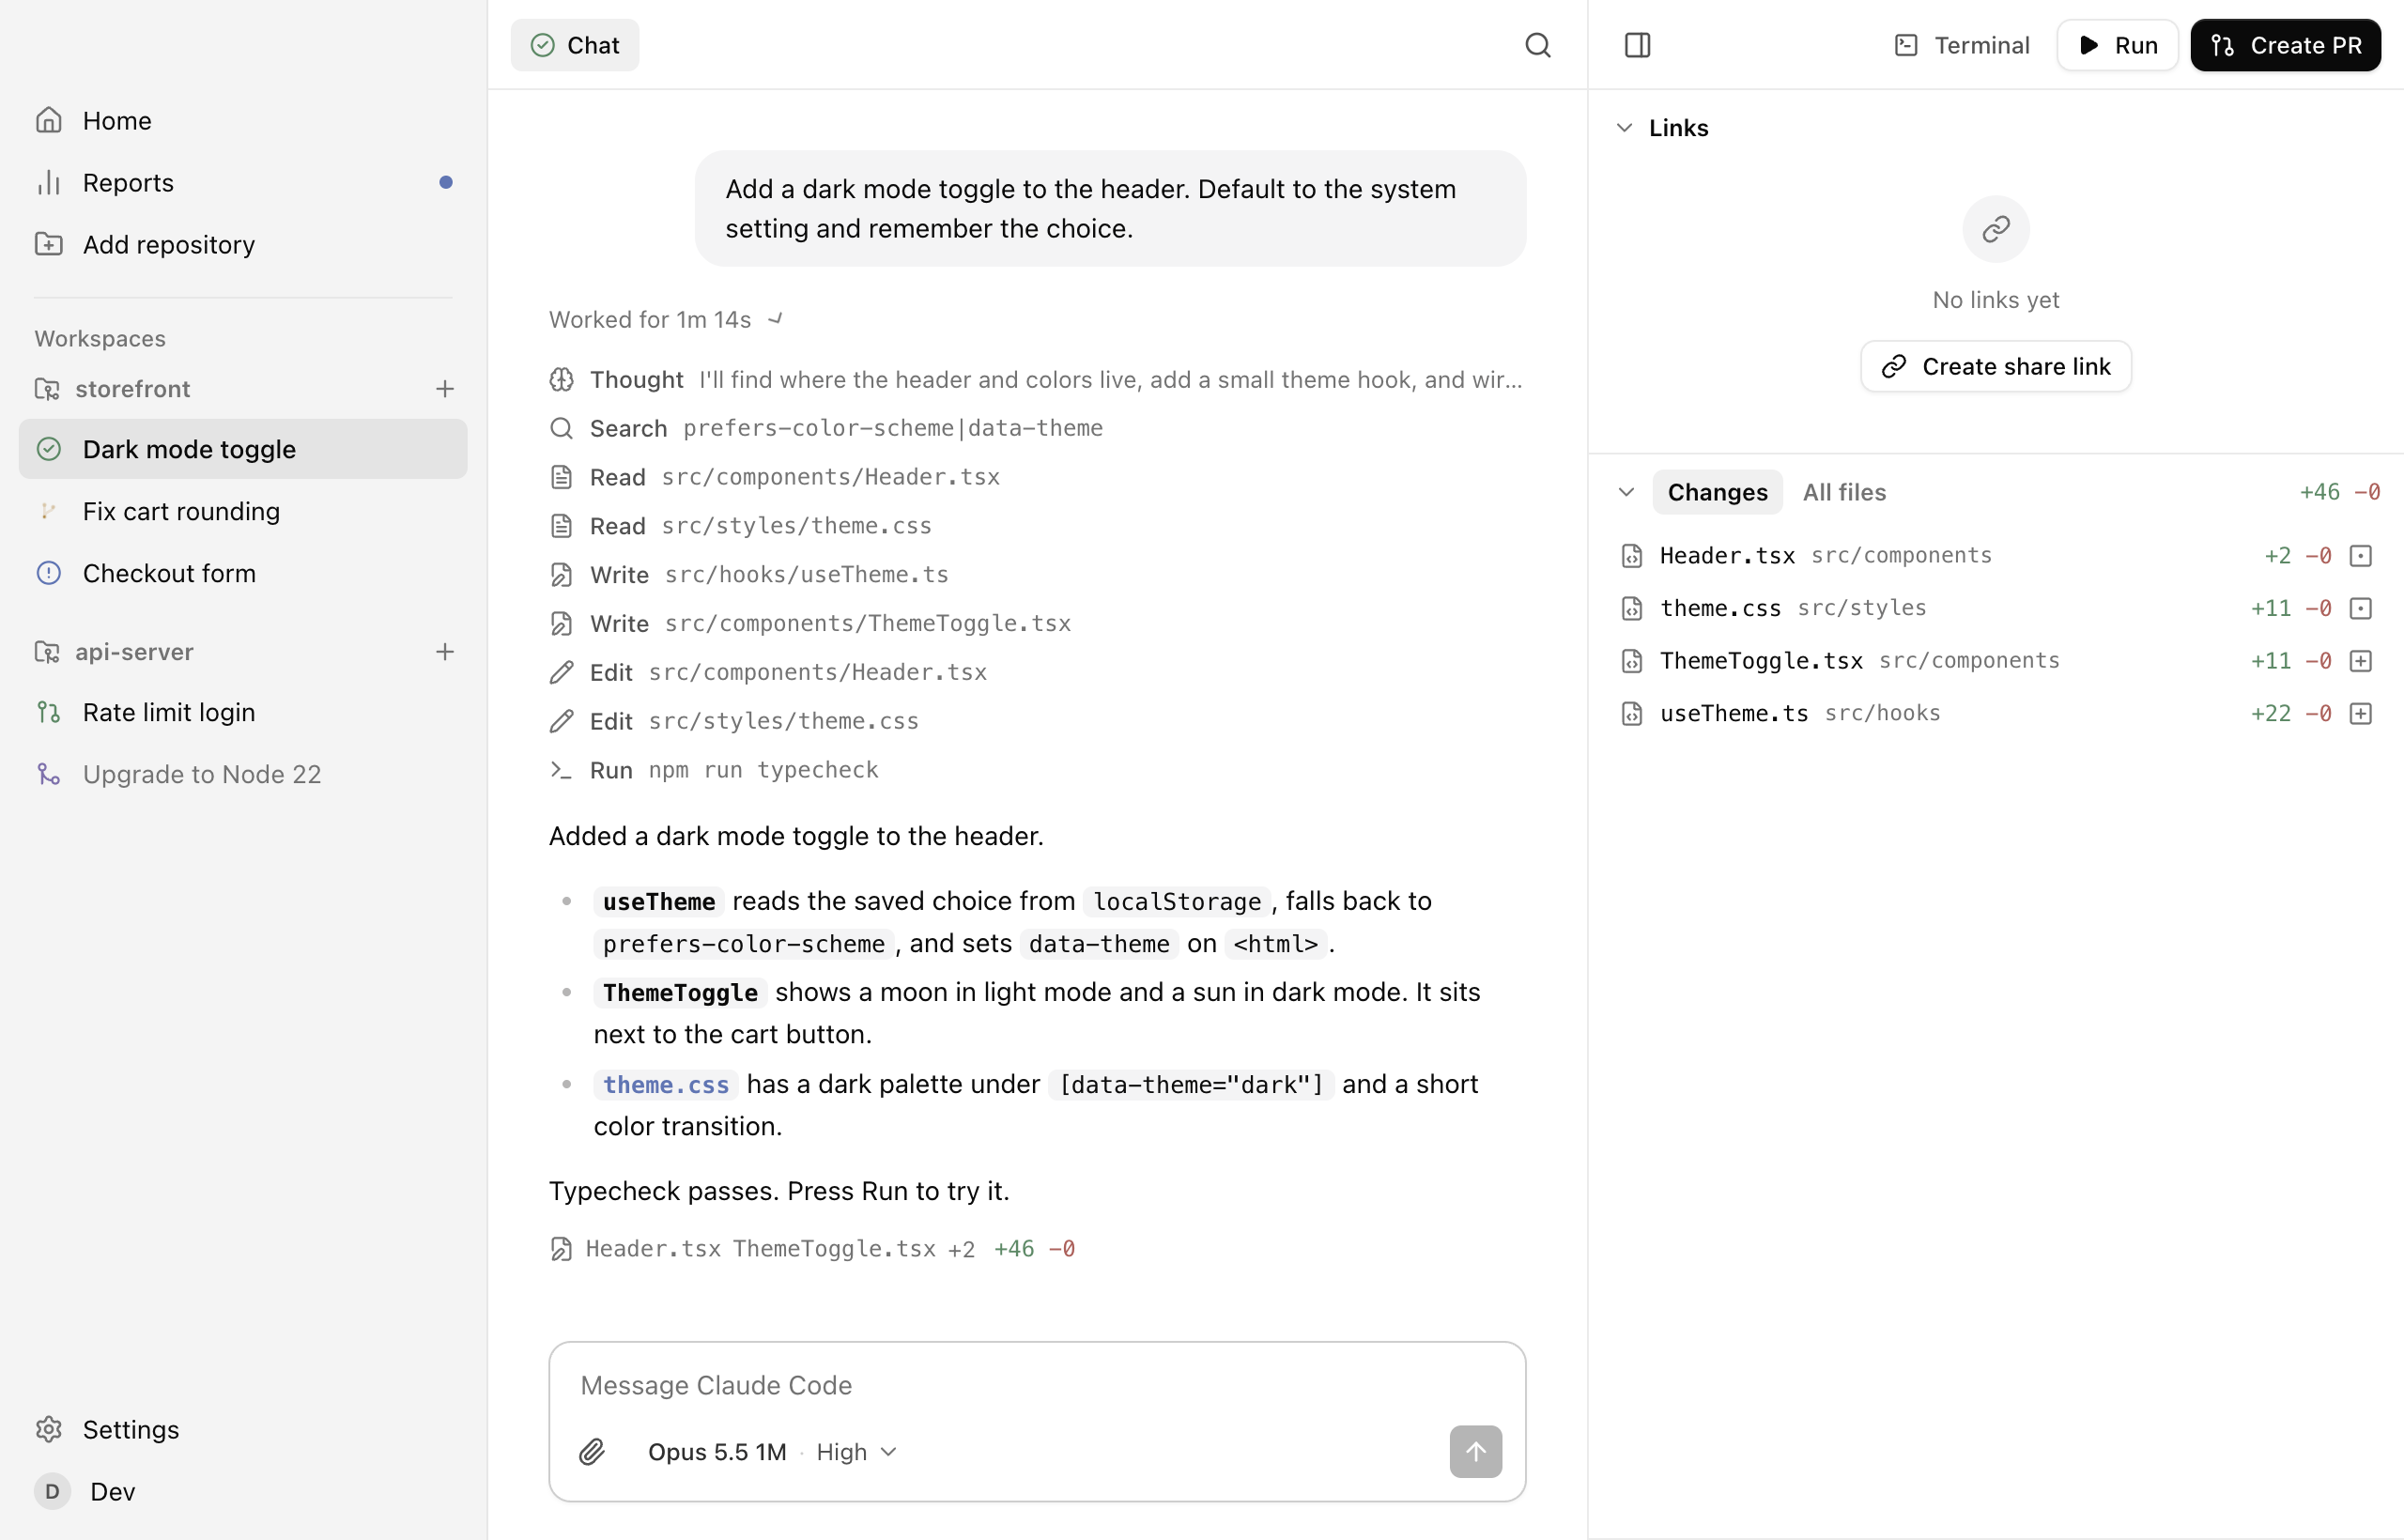 Home
Reports
Add repository
Workspaces
storefront
Dark mode toggle
Fix cart rounding
Checkout form
api-server
Rate limit login
Upgrade to Node 22
Settings
D Dev
Chat
Add a dark mode toggle to the header. Default to the system
setting and remember the choice.
Worked for 1m 14s
Thought I'll find where the header and colors live, add a small theme hook, and wir...
Search prefers-color-scheme|data-theme
Read src/components/Header.tsx
Read src/styles/theme.css
Write src/hooks/useTheme.ts
Write src/components/ThemeToggle.tsx
Edit src/components/Header.tsx
Edit src/styles/theme.css
Run npm run typecheck
Added a dark mode toggle to the header.
• useTheme reads the saved choice from localStorage, falls back to
prefers-color-scheme, and sets data-theme on <html>.
• ThemeToggle shows a moon in light mode and a sun in dark mode. It sits
next to the cart button.
• theme.css has a dark palette under [data-theme="dark"] and a short
color transition.
Typecheck passes. Press Run to try it.
Header.tsx ThemeToggle.tsx +2 +46 −0
Message Claude Code
Opus 5.5 1M · High
Terminal Run Create PR
Links
No links yet
Create share link
Changes All files +46 −0
Header.tsx src/components +2 −0
theme.css src/styles +11 −0
ThemeToggle.tsx src/components +11 −0
useTheme.ts src/hooks +22 −0